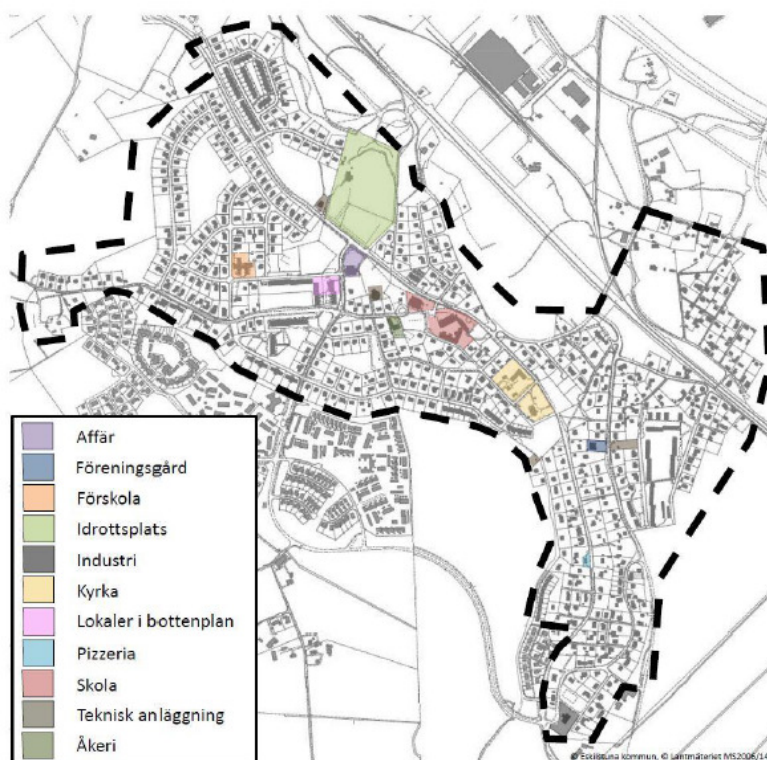 Affär
Föreningsgård
Förskola
Idrottsplats
Industri
Kyrka
Lokaler i bottenplan
Pizzeria
Skola
Teknisk anläggning
Åkeri
© Eskilstuna kommun, © Lantmäteriet MS2006/14